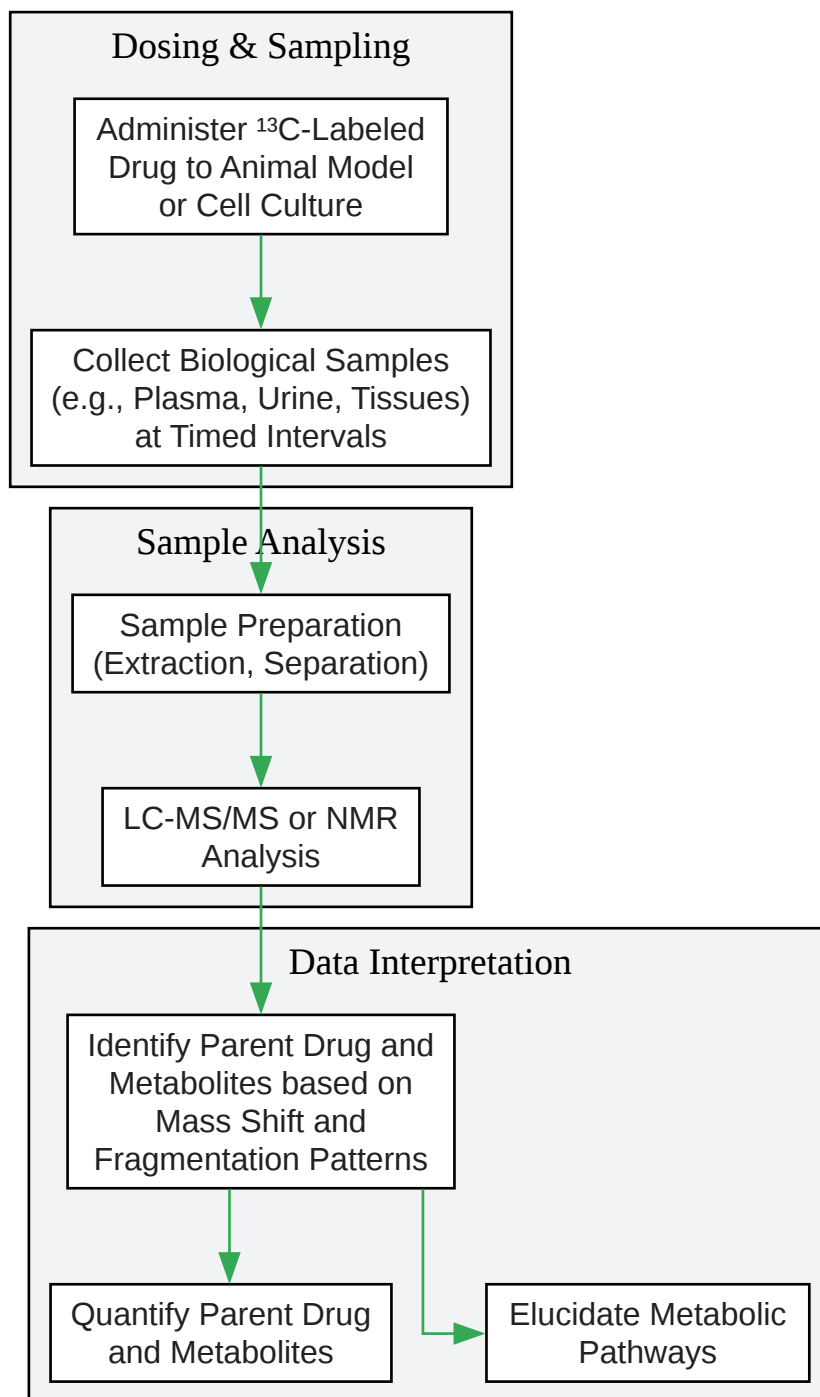 Dosing & Sampling
Administer ¹³C-Labeled
Drug to Animal Model
or Cell Culture
Collect Biological Samples
(e.g., Plasma, Urine, Tissues)
at Timed Intervals
Sample Analysis
Sample Preparation
(Extraction, Separation)
LC-MS/MS or NMR
Analysis
Data Interpretation
Identify Parent Drug and
Metabolites based on
Mass Shift and
Fragmentation Patterns
Quantify Parent Drug
and Metabolites
Elucidate Metabolic
Pathways